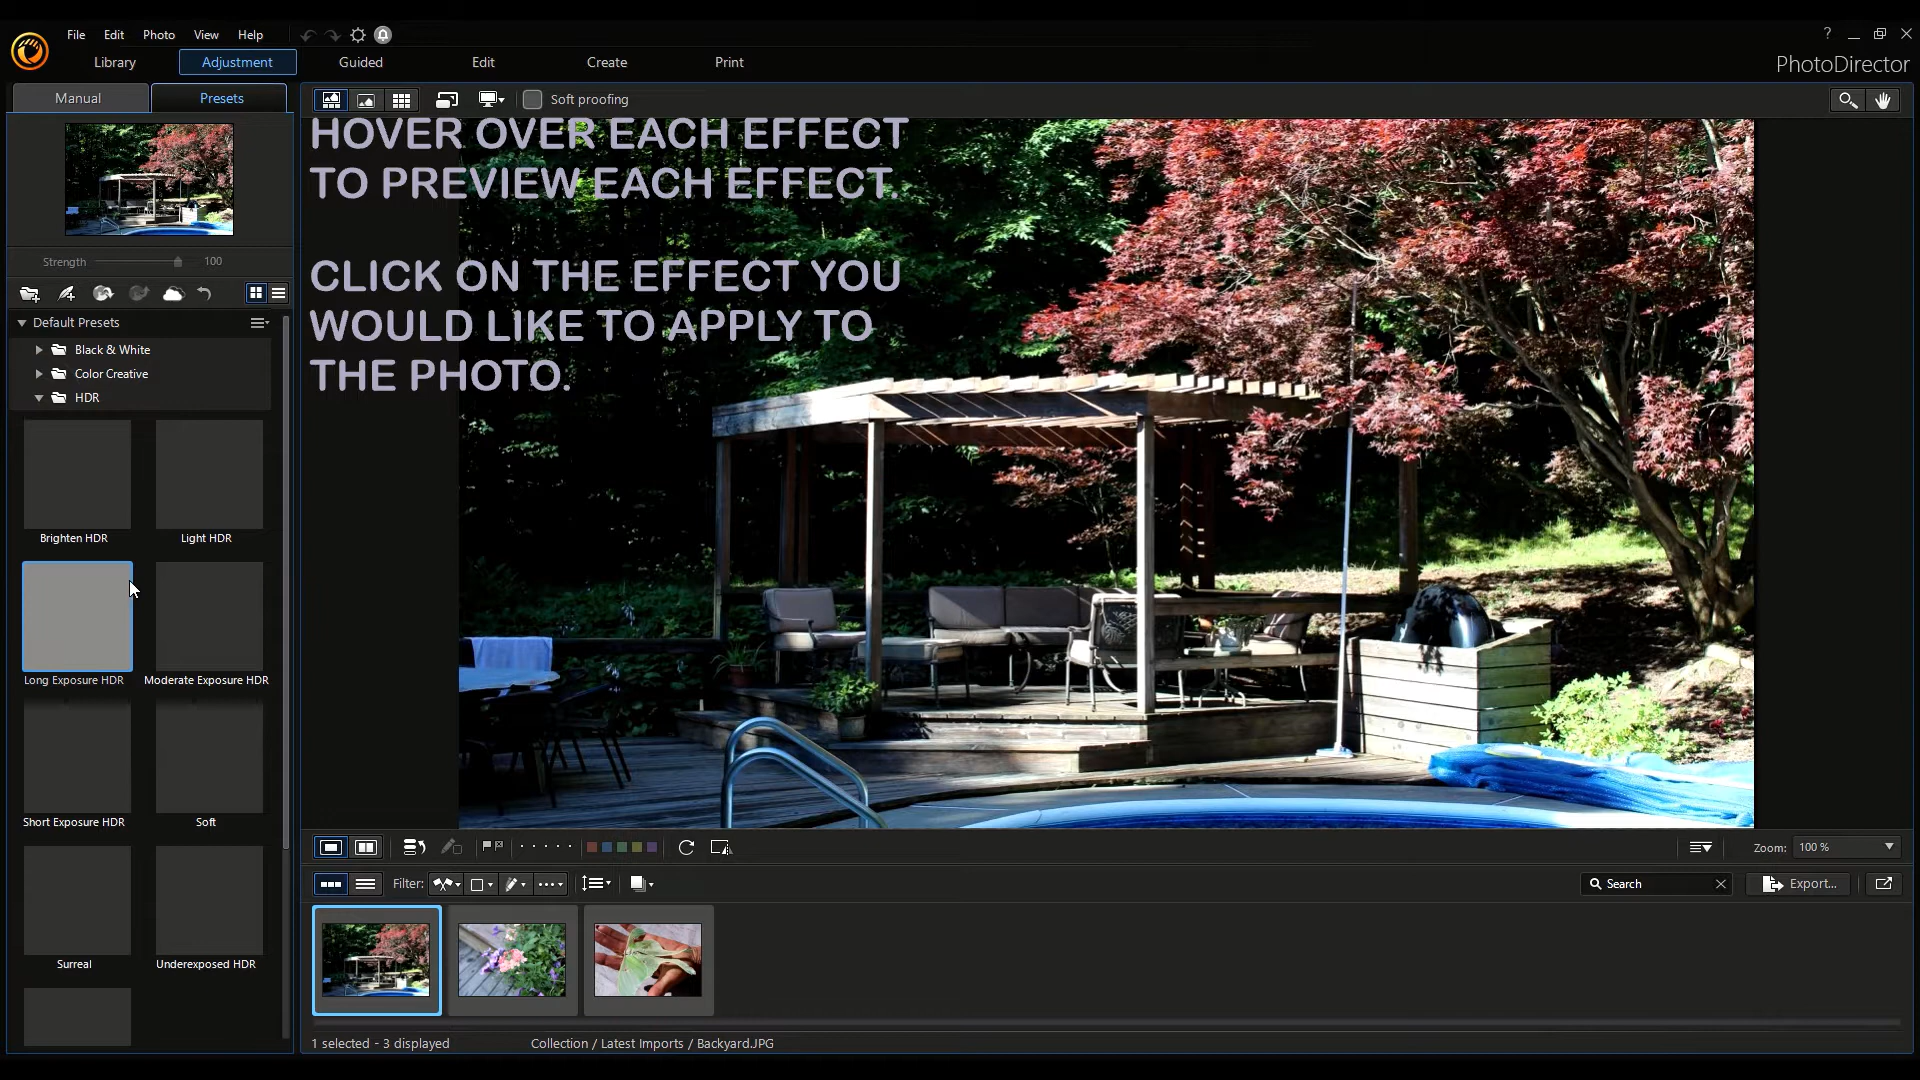 File Edit Photo View Help
?
Library Adjustment Guided Edit Create Print
PhotoDirector
Manual Presets
Soft proofing
HOVER OVER EACH EFFECT
TO PREVIEW EACH EFFECT.
CLICK ON THE EFFECT YOU
WOULD LIKE TO APPLY TO
THE PHOTO.
Strength 100
Default Presets
Black & White
Color Creative
HDR
Brighten HDR Light HDR
Long Exposure HDR Moderate Exposure HDR
Short Exposure HDR Soft
Surreal Underexposed HDR
Zoom: 100 %
Filter: Search Export...
1 selected - 3 displayed Collection / Latest Imports / Backyard.JPG